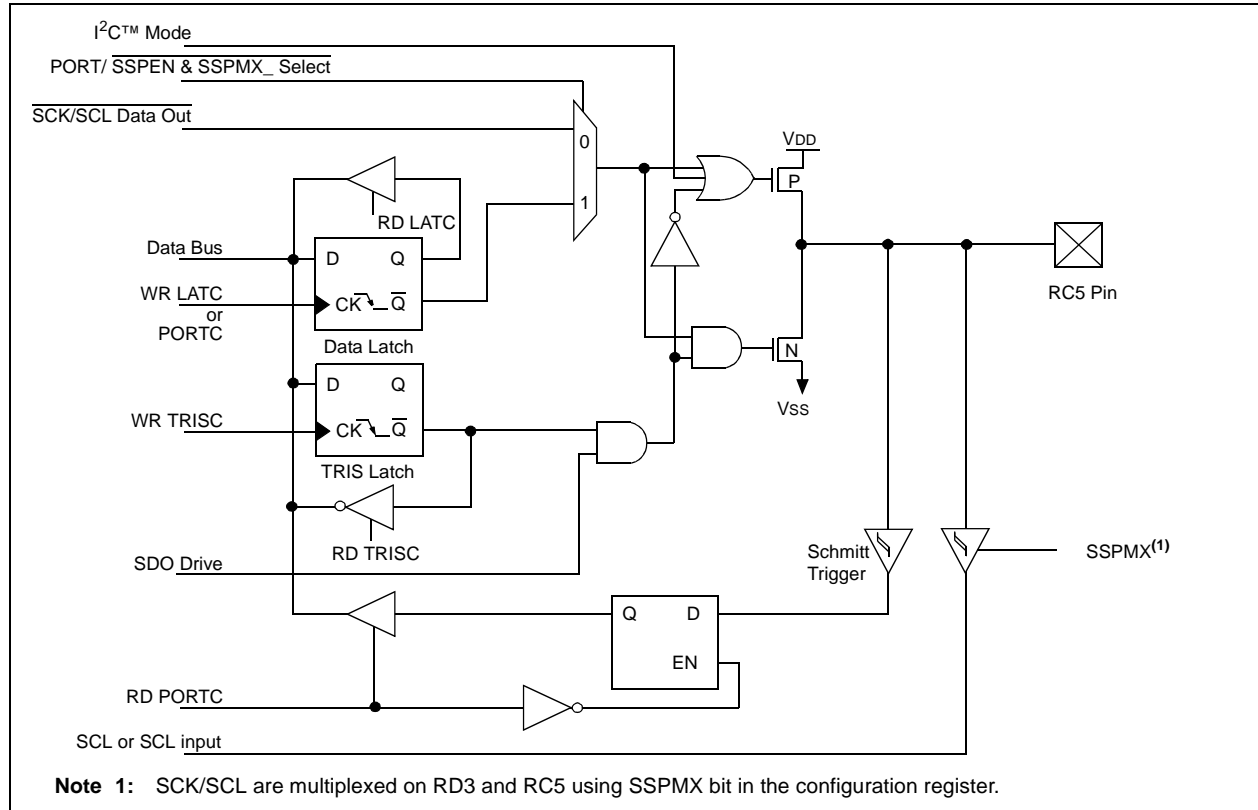 I²C™ Mode
PORT/ SSPEN & SSPMX_ Select
SCK/SCL Data Out
0
1
VDD
P
RD LATC
Data Bus
D Q
WR LATC
or
PORTC
CK Q
Data Latch
RC5 Pin
N
VSS
D Q
WR TRISC
CK Q
TRIS Latch
RD TRISC
SDO Drive
Schmitt
Trigger
SSPMX(1)
Q D
EN
RD PORTC
SCL or SCL input
Note 1: SCK/SCL are multiplexed on RD3 and RC5 using SSPMX bit in the configuration register.